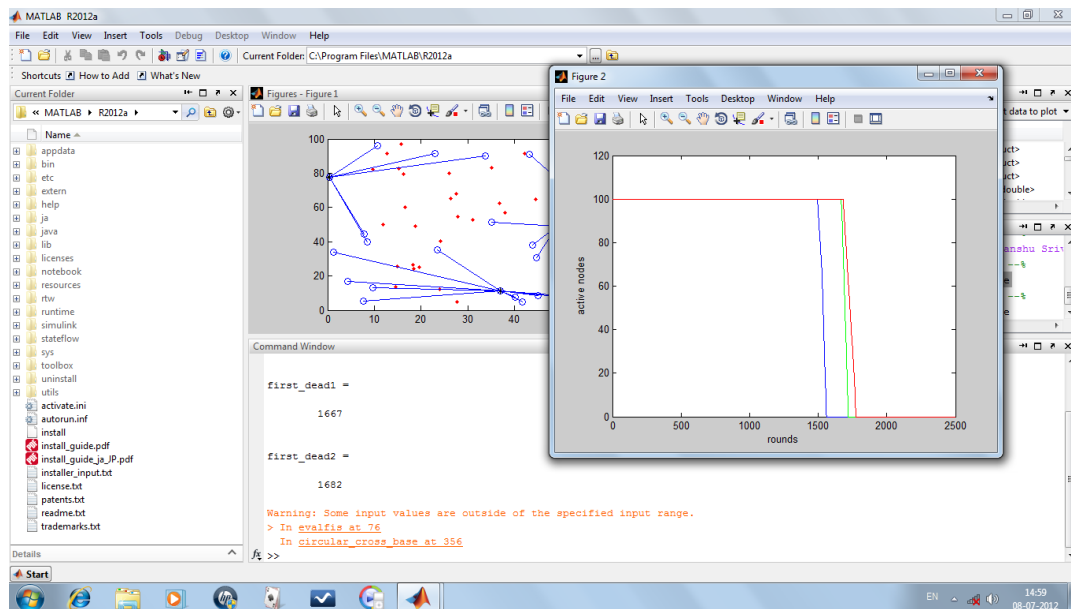 MATLAB R2012a
File Edit View Insert Tools Debug Desktop Window Help
Current Folder: C:\Program Files\MATLAB\R2012a
Shortcuts How to Add What's New
Current Folder
« MATLAB ▸ R2012a ▸
Name
appdata
bin
etc
extern
help
ja
java
lib
licenses
notebook
resources
rtw
runtime
simulink
stateflow
sys
toolbox
uninstall
utils
activate.ini
autorun.inf
install
install_guide.pdf
install_guide_ja_JP.pdf
installer_input.txt
license.txt
patents.txt
readme.txt
trademarks.txt
Details
Figures - Figure 1
100
80
60
40
20
0
0 10 20 30 40
Command Window
first_dead1 =
1667
first_dead2 =
1682
Warning: Some input values are outside of the specified input range.
> In evalfis at 76
In circular_cross_base at 356
fx >>
Figure 2
File Edit View Insert Tools Desktop Window Help
120
100
80
60
40
20
0
active nodes
0 500 1000 1500 2000 2500
rounds
t data to plot
uct>
uct>
uct>
double>
anshu Sriv
--%
e
--%
e
Start
EN
14:59
08-07-2012